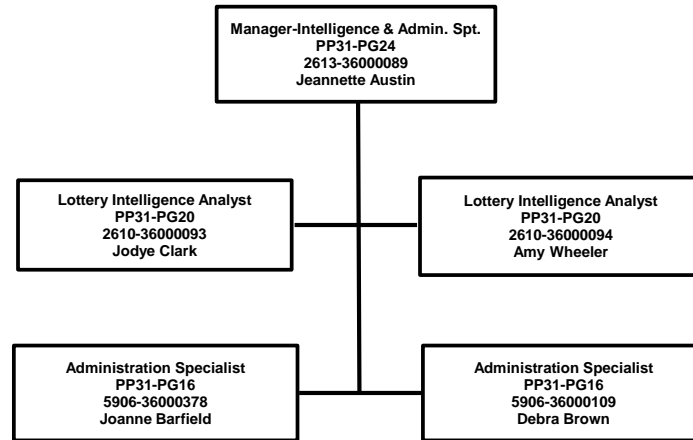 Manager-Intelligence & Admin. Spt.
PP31-PG24
2613-36000089
Jeannette Austin
Lottery Intelligence Analyst
PP31-PG20
2610-36000093
Jodye Clark
Lottery Intelligence Analyst
PP31-PG20
2610-36000094
Amy Wheeler
Administration Specialist
PP31-PG16
5906-36000378
Joanne Barfield
Administration Specialist
PP31-PG16
5906-36000109
Debra Brown